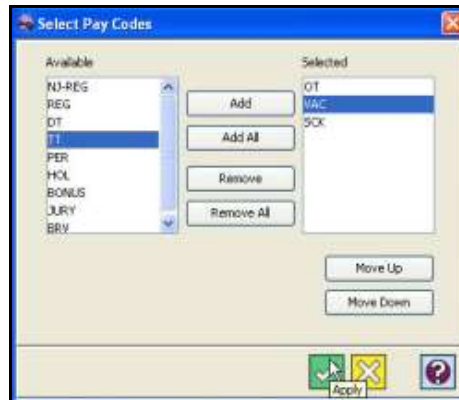 Select Pay Codes
Available
Selected
NJ-REG
REG
DT
TT
PER
HOL
BONUS
JURY
BRV
Add
Add All
Remove
Remove All
OT
VAC
SCK
Move Up
Move Down
Apply